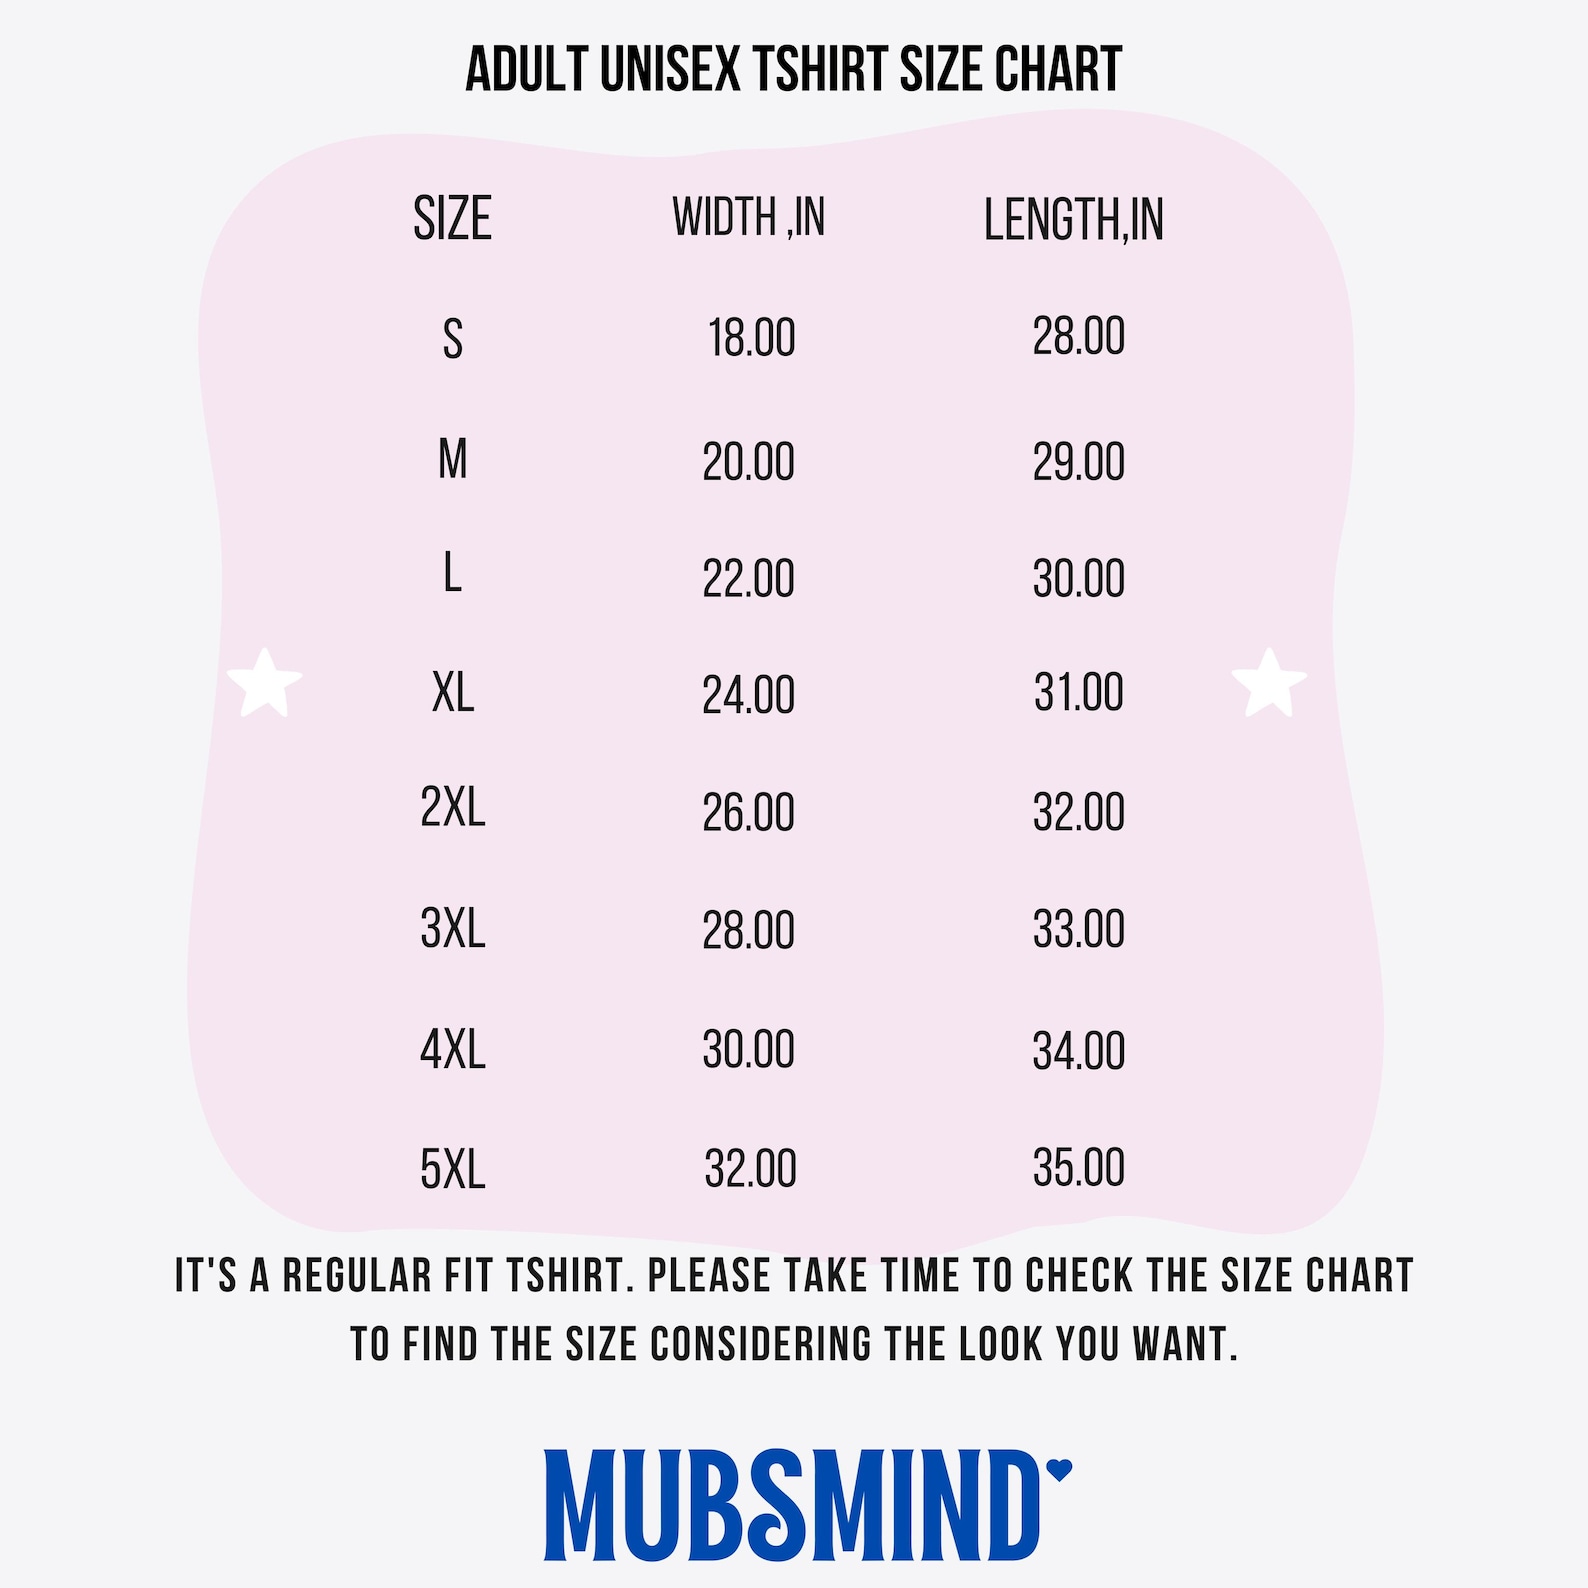 ADULT UNISEX TSHIRT SIZE CHART
SIZE WIDTH ,IN LENGTH,IN
S 18.00 28.00
M 20.00 29.00
L 22.00 30.00
XL 24.00 31.00
2XL 26.00 32.00
3XL 28.00 33.00
4XL 30.00 34.00
5XL 32.00 35.00
IT'S A REGULAR FIT TSHIRT. PLEASE TAKE TIME TO CHECK THE SIZE CHART
TO FIND THE SIZE CONSIDERING THE LOOK YOU WANT.
MUBSMIND